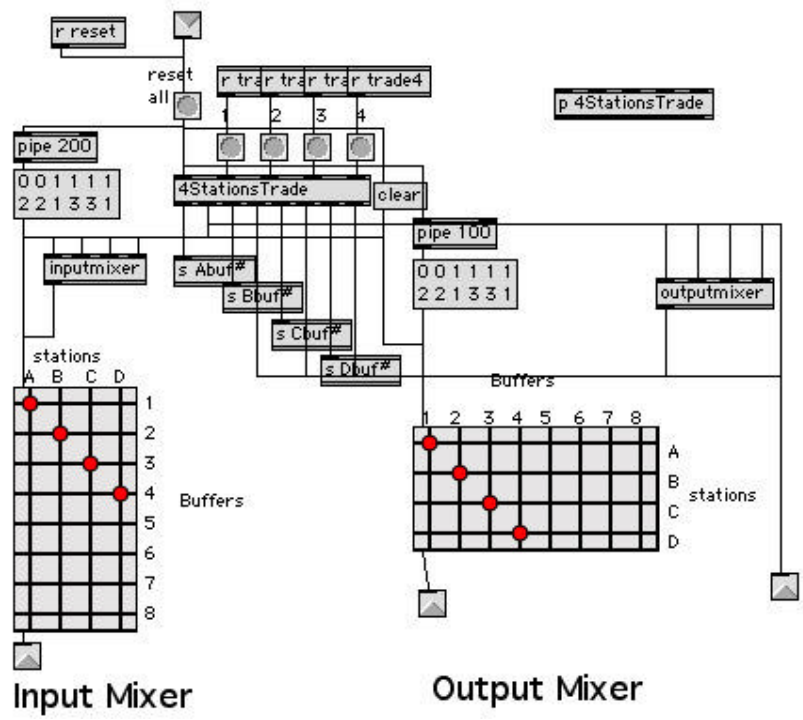 r reset
reset
all
r tra r tra r tra r trade4
1 2 3 4
p 4StationsTrade
pipe 200
0 0 1 1 1 1
2 2 1 3 3 1
4StationsTrade
clear
pipe 100
0 0 1 1 1 1
2 2 1 3 3 1
inputmixer
s Abuf#
s Bbuf#
s Cbuf#
s Dbuf#
outputmixer
stations
A B C D
1
2
3
4
5
6
7
8
Buffers
Buffers
1 2 3 4 5 6 7 8
A
B
C
D
stations
Input Mixer
Output Mixer